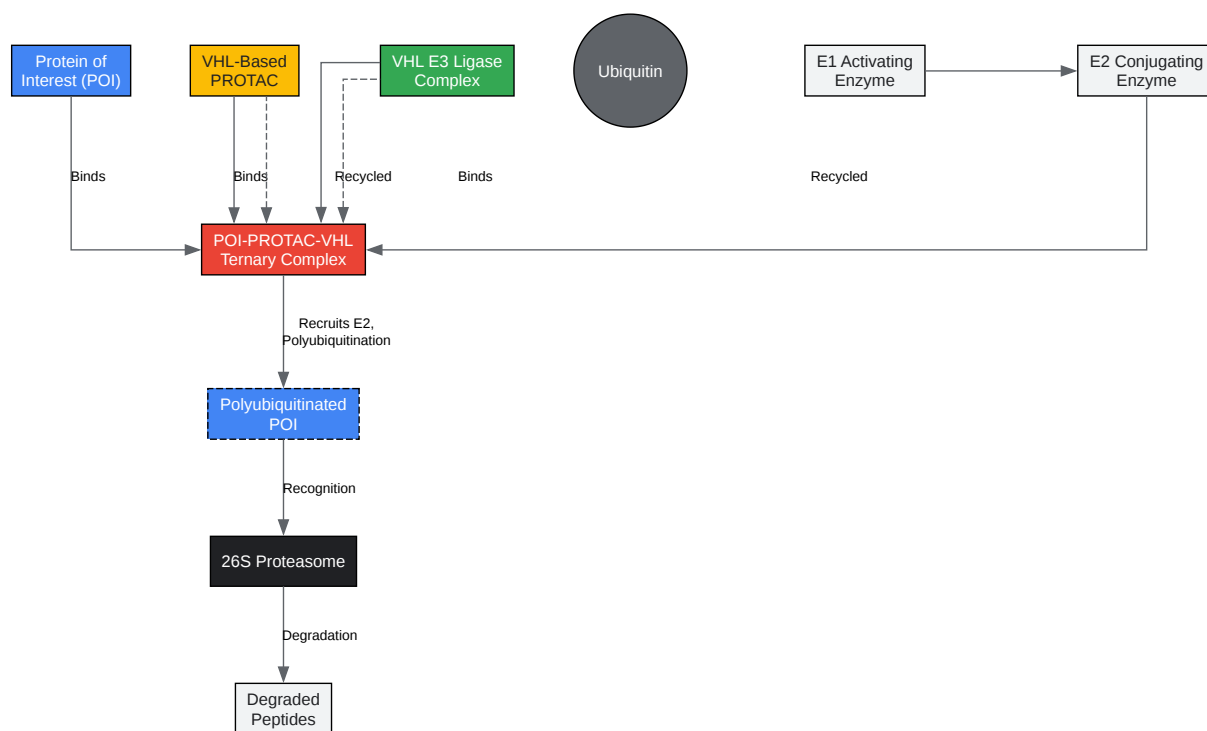 Protein of
Interest (POI)
VHL-Based
PROTAC
VHL E3 Ligase
Complex
Ubiquitin
E1 Activating
Enzyme
E2 Conjugating
Enzyme
Binds
Binds
Recycled
Binds
Recycled
POI-PROTAC-VHL
Ternary Complex
Recruits E2,
Polyubiquitination
Polyubiquitinated
POI
Recognition
26S Proteasome
Degradation
Degraded
Peptides